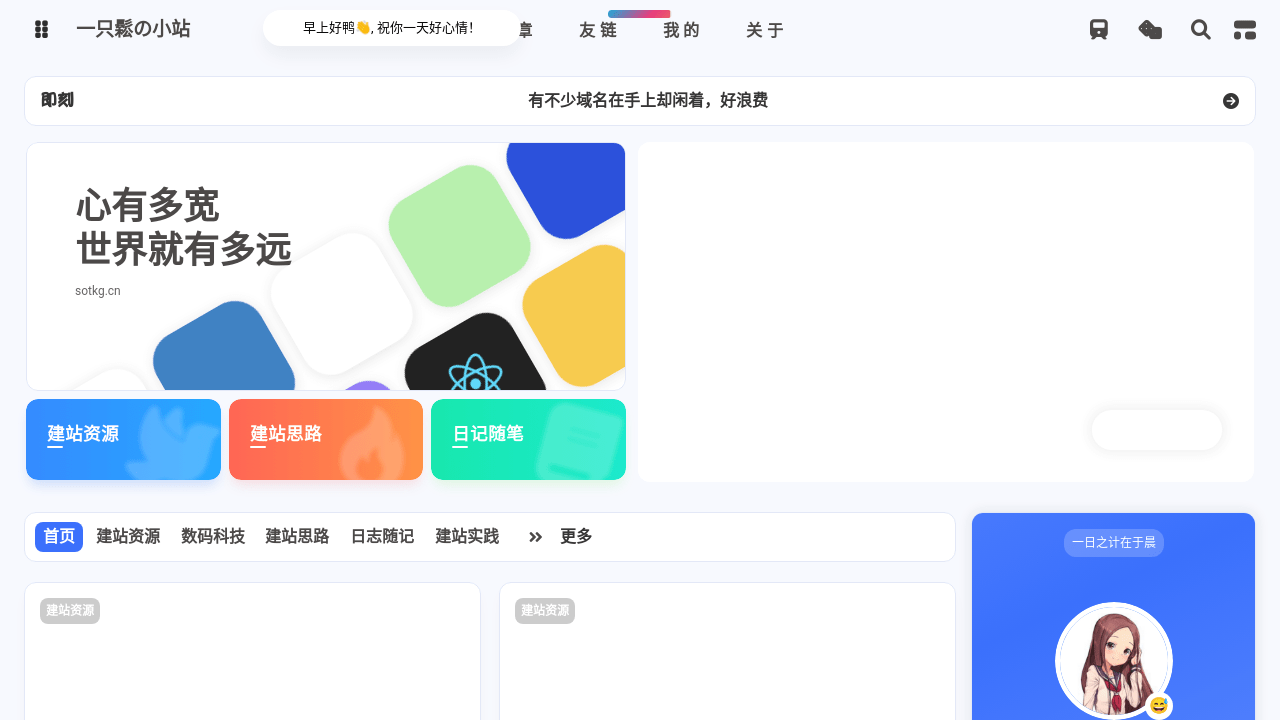 一只鬆の小站
早上好鸭👋, 祝你一天好心情!
章
友链
我的
关于
即刻
有不少域名在手上却闲着，好浪费
心有多宽
世界就有多远
sotkg.cn
建站资源
建站思路
日记随笔
首页
建站资源
数码科技
建站思路
日志随记
建站实践
更多
一日之计在于晨
建站资源
建站资源